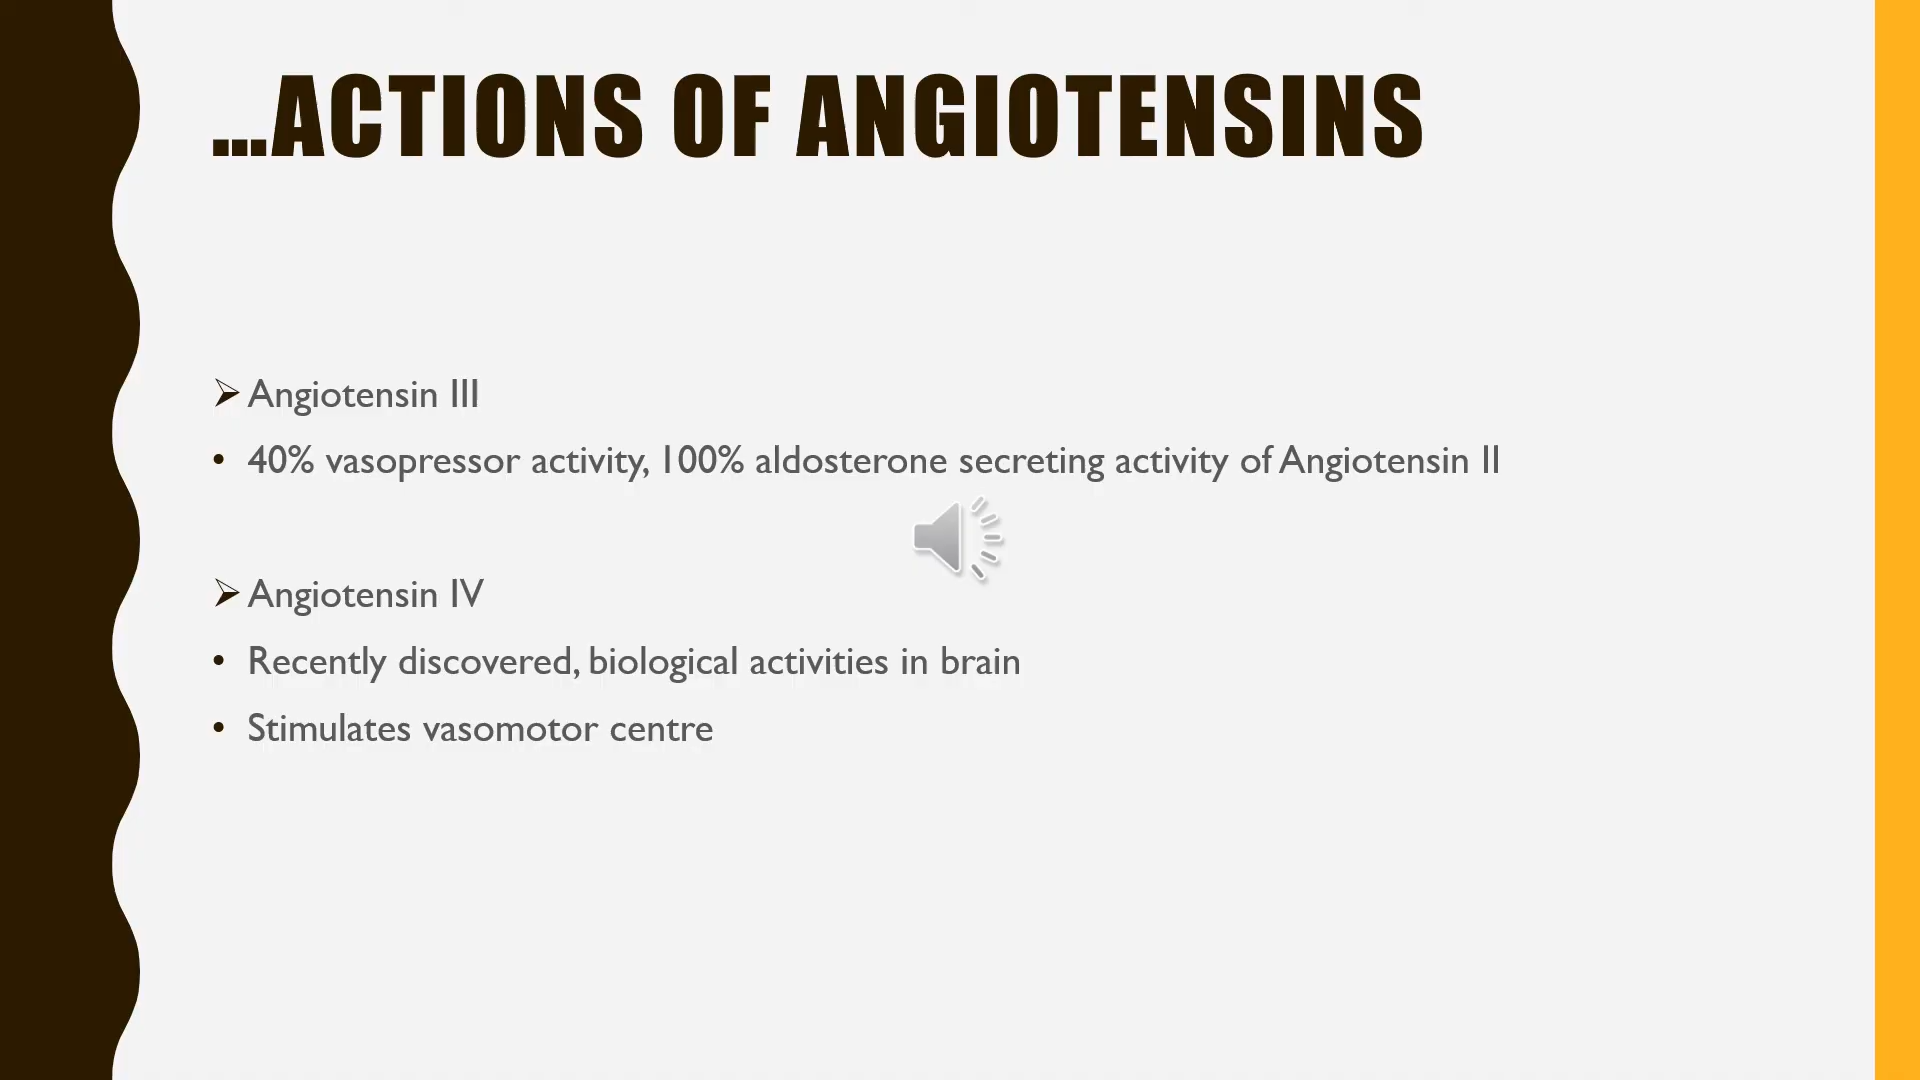 ...ACTIONS OF ANGIOTENSINS
➢ Angiotensin III
• 40% vasopressor activity, 100% aldosterone secreting activity of Angiotensin II
➢ Angiotensin IV
• Recently discovered, biological activities in brain
• Stimulates vasomotor centre